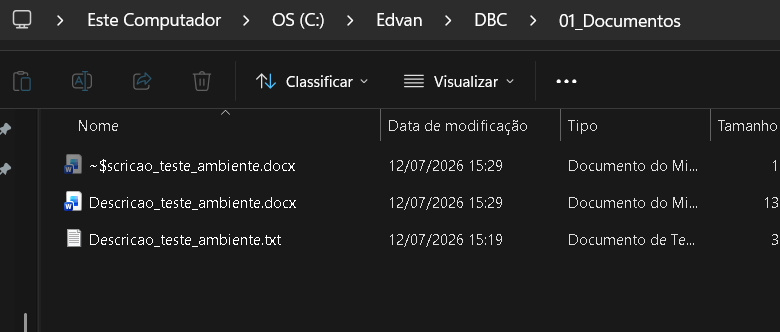 Este Computador > OS (C:) > Edvan > DBC > 01_Documentos
Classificar Visualizar
Nome Data de modificação Tipo Tamanho
~$scricao_teste_ambiente.docx 12/07/2026 15:29 Documento do Mi... 1
Descricao_teste_ambiente.docx 12/07/2026 15:29 Documento do Mi... 13
Descricao_teste_ambiente.txt 12/07/2026 15:19 Documento de Te... 3